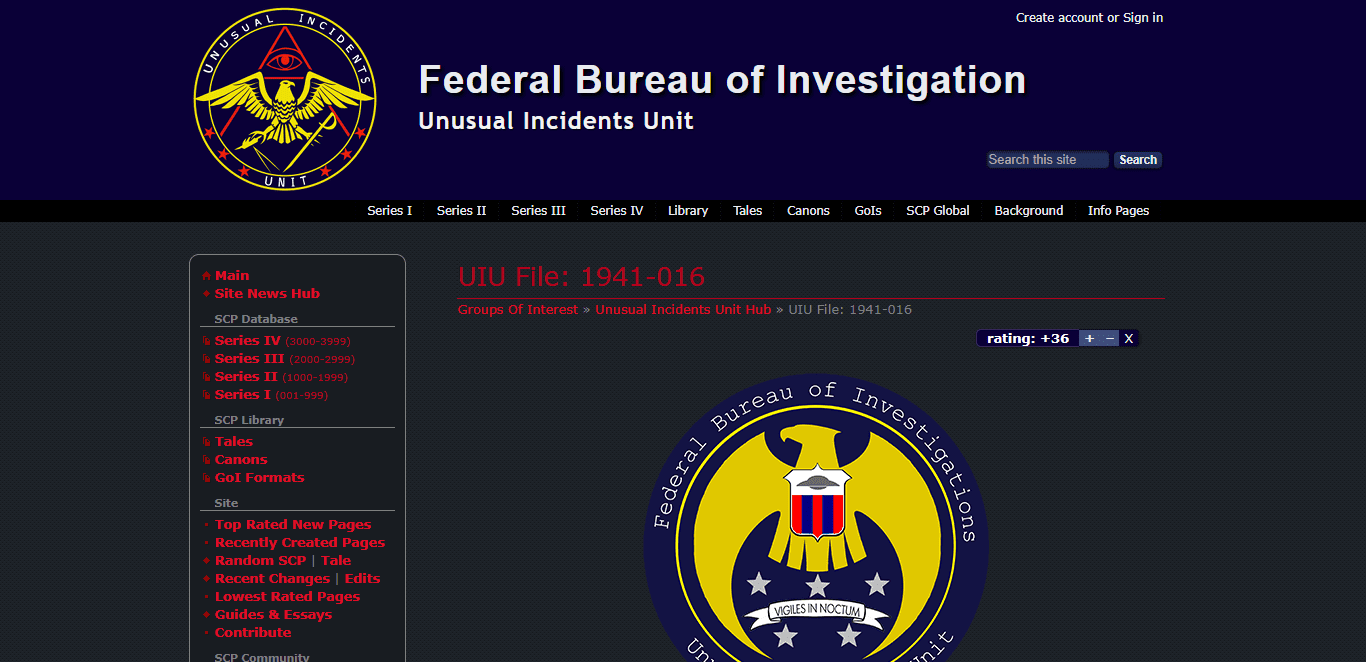 UNUSUAL INCIDENTS
UNIT
Create account or Sign in
Federal Bureau of Investigation
Unusual Incidents Unit
Search this site Search
Series I Series II Series III Series IV Library Tales Canons GoIs SCP Global Background Info Pages
Main
Site News Hub
SCP Database
Series IV (3000-3999)
Series III (2000-2999)
Series II (1000-1999)
Series I (001-999)
SCP Library
Tales
Canons
GoI Formats
Site
Top Rated New Pages
Recently Created Pages
Random SCP | Tale
Recent Changes | Edits
Lowest Rated Pages
Guides & Essays
Contribute
SCP Community
UIU File: 1941-016
Groups Of Interest » Unusual Incidents Unit Hub » UIU File: 1941-016
rating: +36 + − X
Federal Bureau of Investigations
VIGILES IN NOCTUM